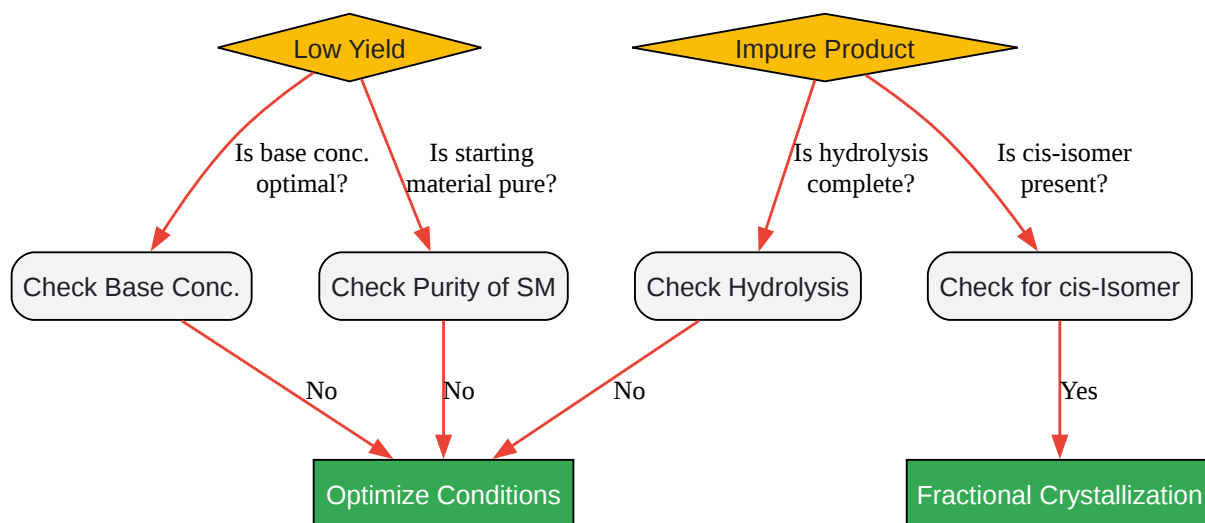 Low Yield
Impure Product
Is base conc.
optimal?
Is starting
material pure?
Is hydrolysis
complete?
Is cis-isomer
present?
Check Base Conc.
Check Purity of SM
Check Hydrolysis
Check for cis-Isomer
No
No
No
Yes
Optimize Conditions
Fractional Crystallization